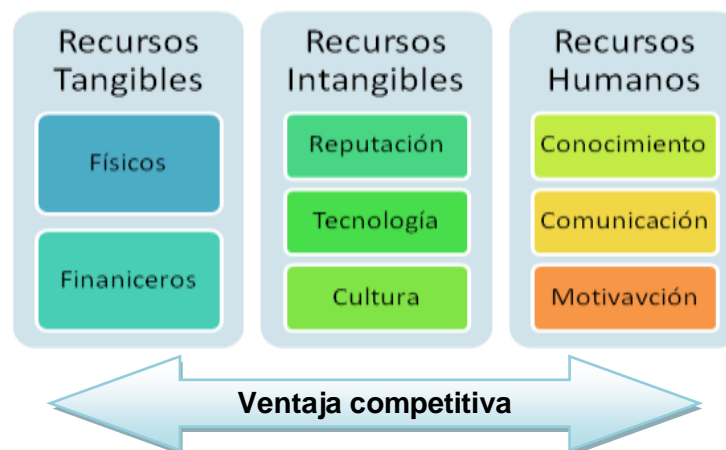 Recursos
Tangibles
Físicos
Finaniceros
Recursos
Intangibles
Reputación
Tecnología
Cultura
Recursos
Humanos
Conocimiento
Comunicación
Motivavción
Ventaja competitiva